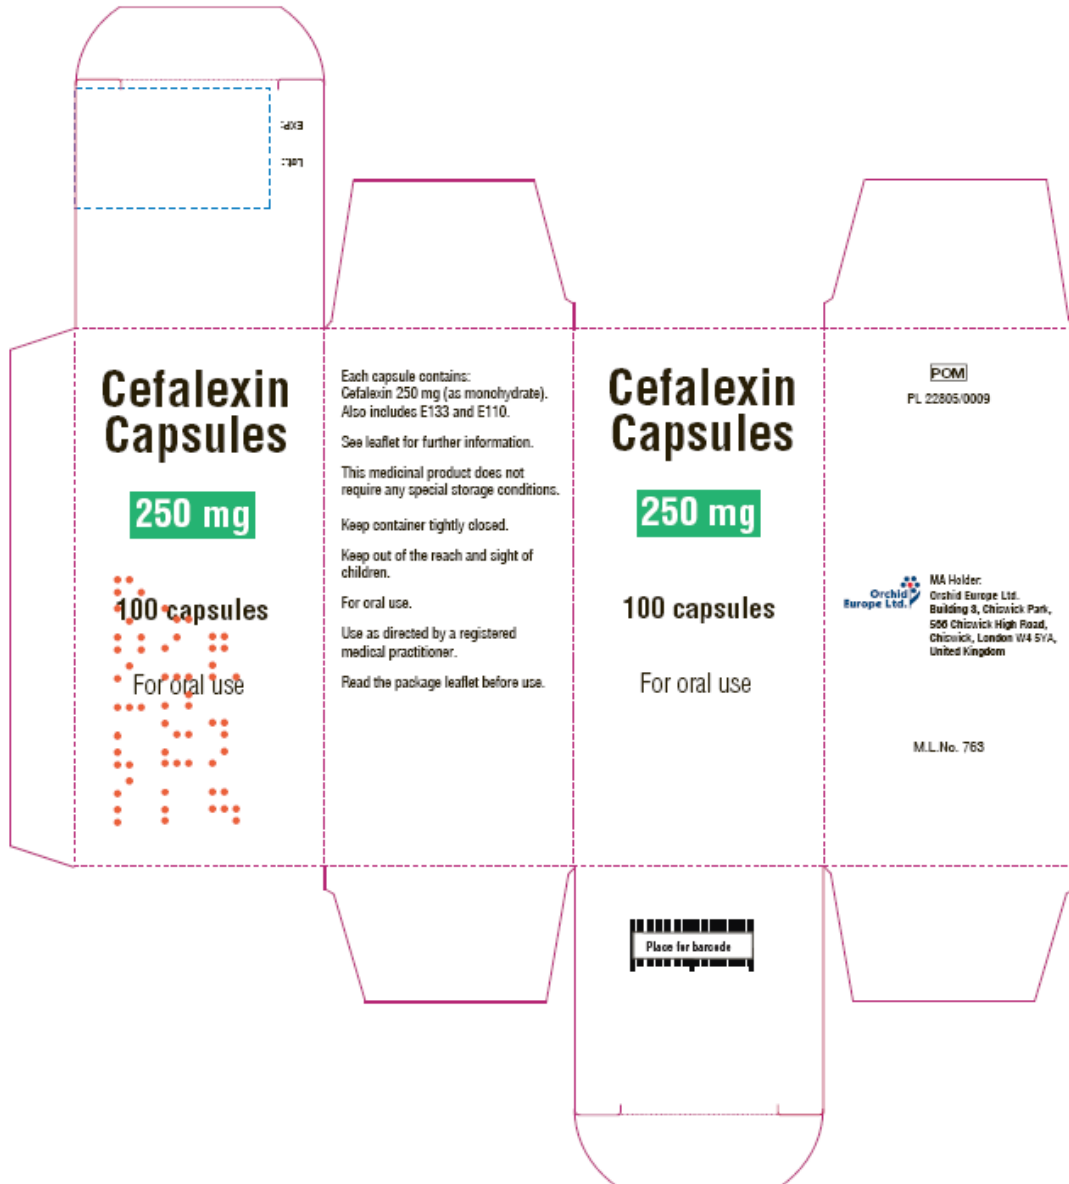 EXP:
Lot.:
Cefalexin
Capsules
250 mg
100 capsules
For oral use
Each capsule contains:
Cefalexin 250 mg (as monohydrate).
Also includes E133 and E110.
See leaflet for further information.
This medicinal product does not
require any special storage conditions.
Keep container tightly closed.
Keep out of the reach and sight of
children.
For oral use.
Use as directed by a registered
medical practitioner.
Read the package leaflet before use.
Cefalexin
Capsules
250 mg
100 capsules
For oral use
POM
PL 22805/0009
Orchid
Europe Ltd.
MA Holder:
Orchid Europe Ltd.
Building 3, Chiswick Park,
566 Chiswick High Road,
Chiswick, London W4 5YA,
United Kingdom
M.L.No. 763
Place for barcode